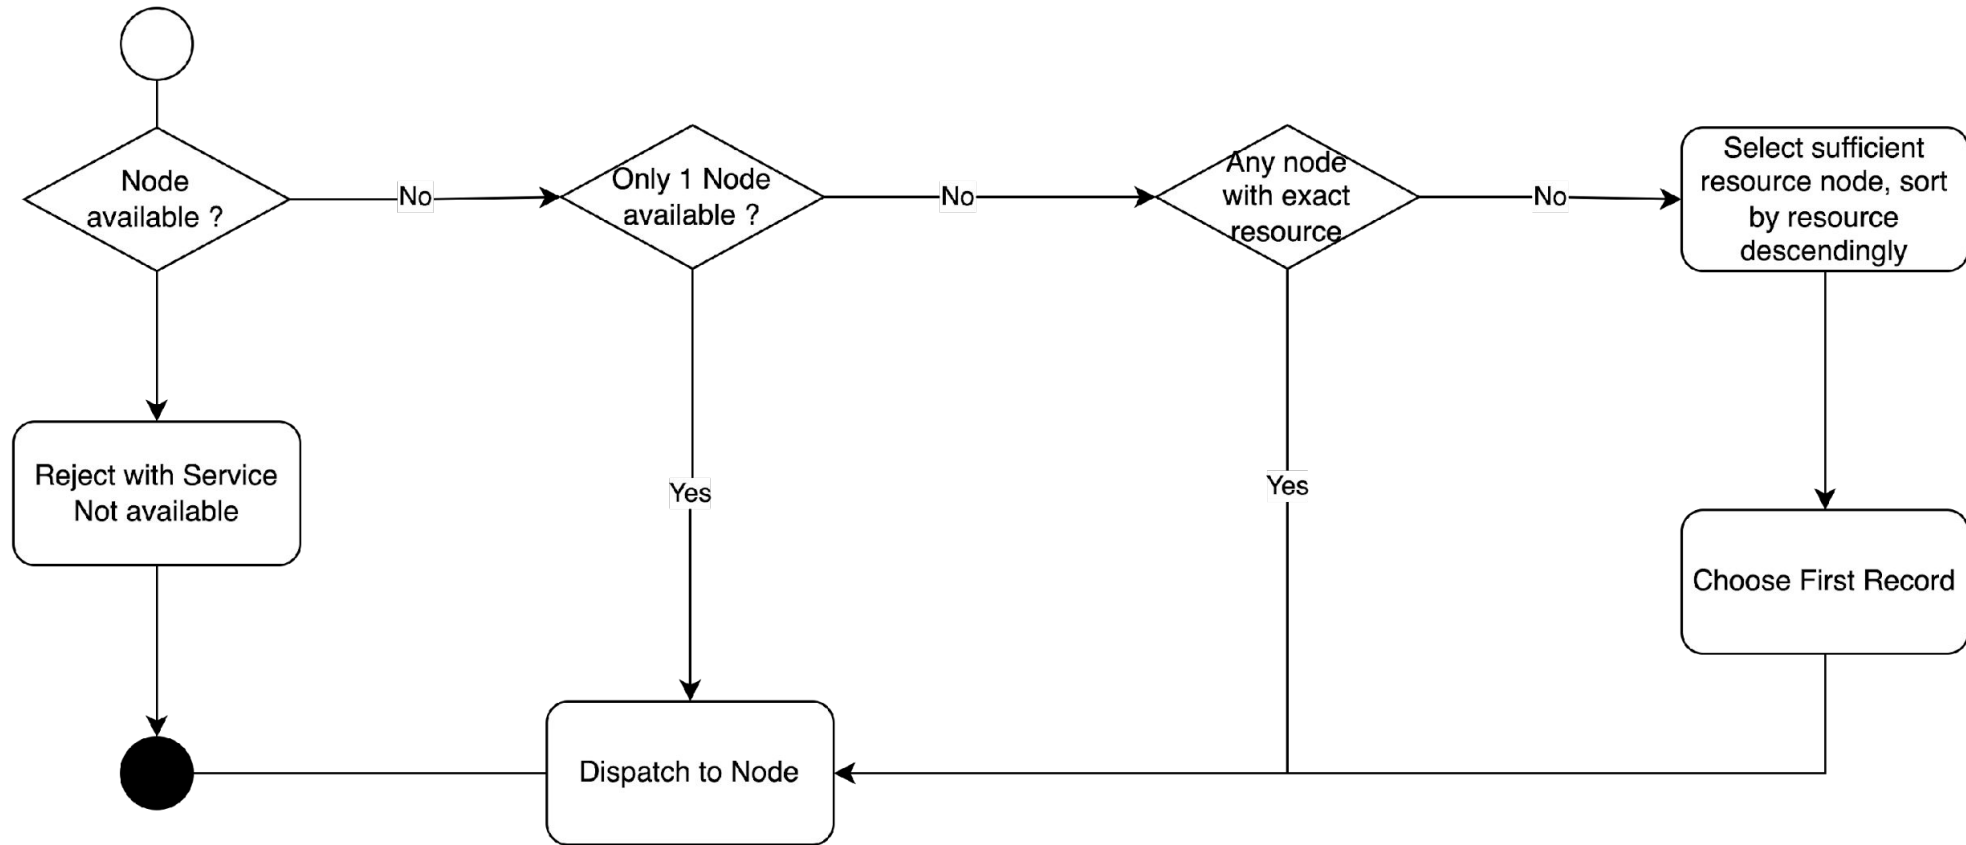 Node
available ?
No
Only 1 Node
available ?
No
Any node
with exact
resource
No
Select sufficient
resource node, sort
by resource
descendingly
Reject with Service
Not available
Yes
Yes
Choose First Record
Dispatch to Node